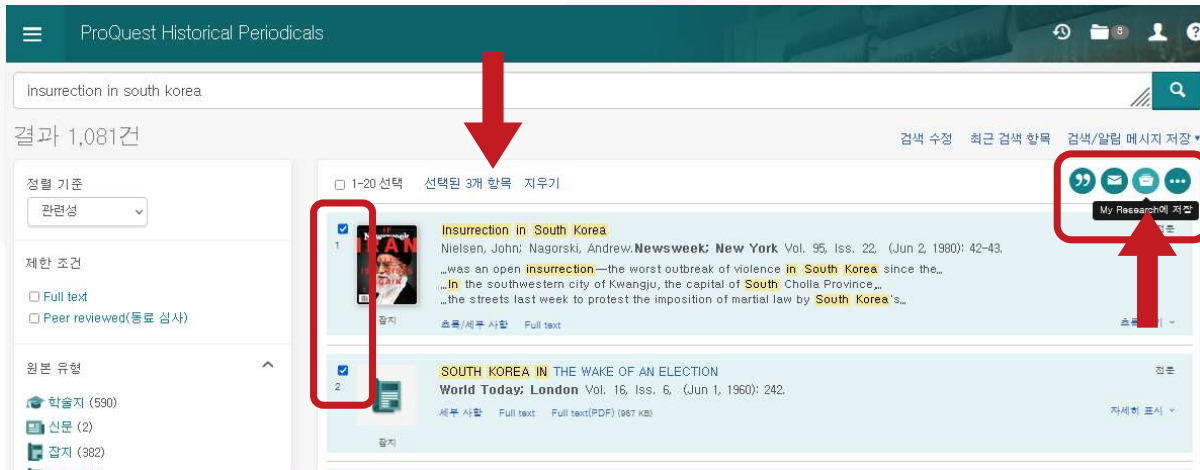 ProQuest Historical Periodicals
8
insurrection in south korea
결과 1,081건
검색 수정 최근 검색 항목 검색/알림 메시지 저장
정렬 기준
관련성
1-20 선택 선택된 3개 항목 지우기
My Research에 저장
제한 조건
Full text
Peer reviewed(동료 심사)
원본 유형
학술지 (590)
신문 (2)
잡지 (382)
1
Insurrection in South Korea
Nielsen, John; Nagorski, Andrew.Newsweek; New York Vol. 95, Iss. 22, (Jun 2, 1980): 42-43.
...was an open insurrection—the worst outbreak of violence in South Korea since the...
...In the southwestern city of Kwangju, the capital of South Cholla Province,...
...the streets last week to protest the imposition of martial law by South Korea's...
잡지
초록/세부 사항 Full text
2
SOUTH KOREA IN THE WAKE OF AN ELECTION
전문
World Today; London Vol. 16, Iss. 6, (Jun 1, 1960): 242.
세부 사항 Full text Full text(PDF) (987 KB)
자세히 표시
잡지